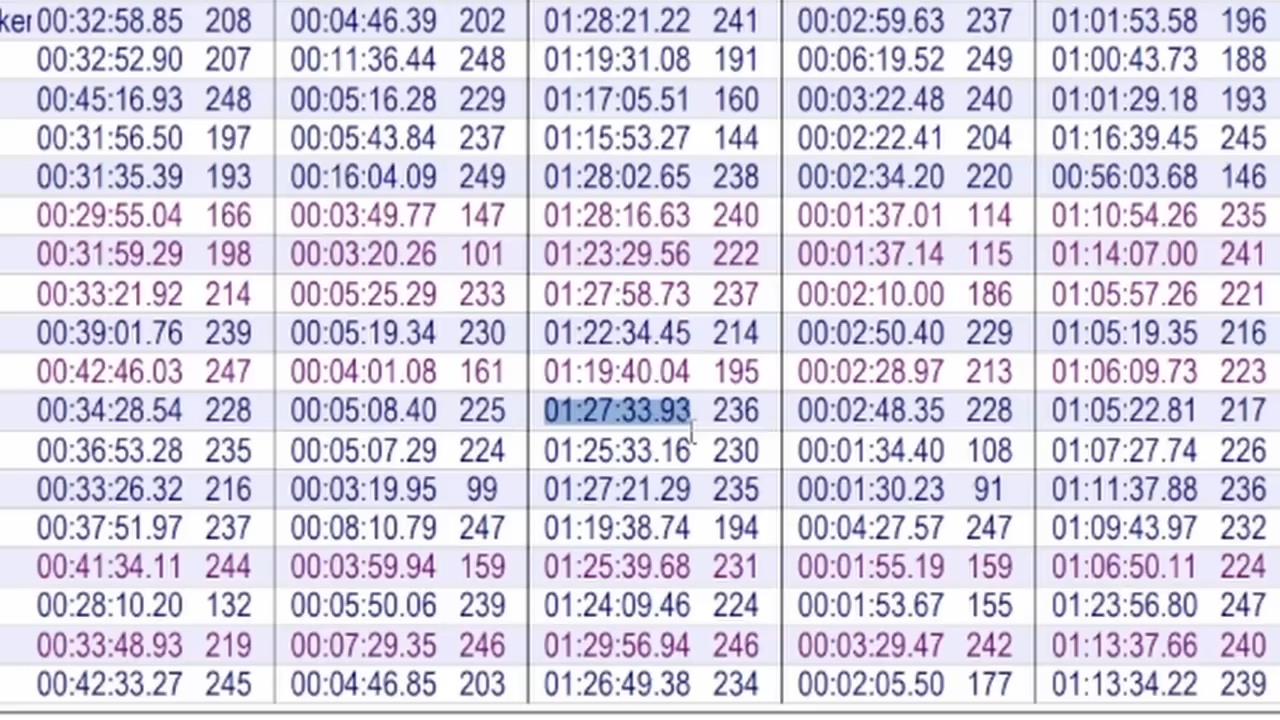 ker 00:32:58.85 208 00:04:46.39 202 01:28:21.22 241 00:02:59.63 237 01:01:53.58 196
00:32:52.90 207 00:11:36.44 248 01:19:31.08 191 00:06:19.52 249 01:00:43.73 188
00:45:16.93 248 00:05:16.28 229 01:17:05.51 160 00:03:22.48 240 01:01:29.18 193
00:31:56.50 197 00:05:43.84 237 01:15:53.27 144 00:02:22.41 204 01:16:39.45 245
00:31:35.39 193 00:16:04.09 249 01:28:02.65 238 00:02:34.20 220 00:56:03.68 146
00:29:55.04 166 00:03:49.77 147 01:28:16.63 240 00:01:37.01 114 01:10:54.26 235
00:31:59.29 198 00:03:20.26 101 01:23:29.56 222 00:01:37.14 115 01:14:07.00 241
00:33:21.92 214 00:05:25.29 233 01:27:58.73 237 00:02:10.00 186 01:05:57.26 221
00:39:01.76 239 00:05:19.34 230 01:22:34.45 214 00:02:50.40 229 01:05:19.35 216
00:42:46.03 247 00:04:01.08 161 01:19:40.04 195 00:02:28.97 213 01:06:09.73 223
00:34:28.54 228 00:05:08.40 225 01:27:33.93 236 00:02:48.35 228 01:05:22.81 217
00:36:53.28 235 00:05:07.29 224 01:25:33.16 230 00:01:34.40 108 01:07:27.74 226
00:33:26.32 216 00:03:19.95 99 01:27:21.29 235 00:01:30.23 91 01:11:37.88 236
00:37:51.97 237 00:08:10.79 247 01:19:38.74 194 00:04:27.57 247 01:09:43.97 232
00:41:34.11 244 00:03:59.94 159 01:25:39.68 231 00:01:55.19 159 01:06:50.11 224
00:28:10.20 132 00:05:50.06 239 01:24:09.46 224 00:01:53.67 155 01:23:56.80 247
00:33:48.93 219 00:07:29.35 246 01:29:56.94 246 00:03:29.47 242 01:13:37.66 240
00:42:33.27 245 00:04:46.85 203 01:26:49.38 234 00:02:05.50 177 01:13:34.22 239